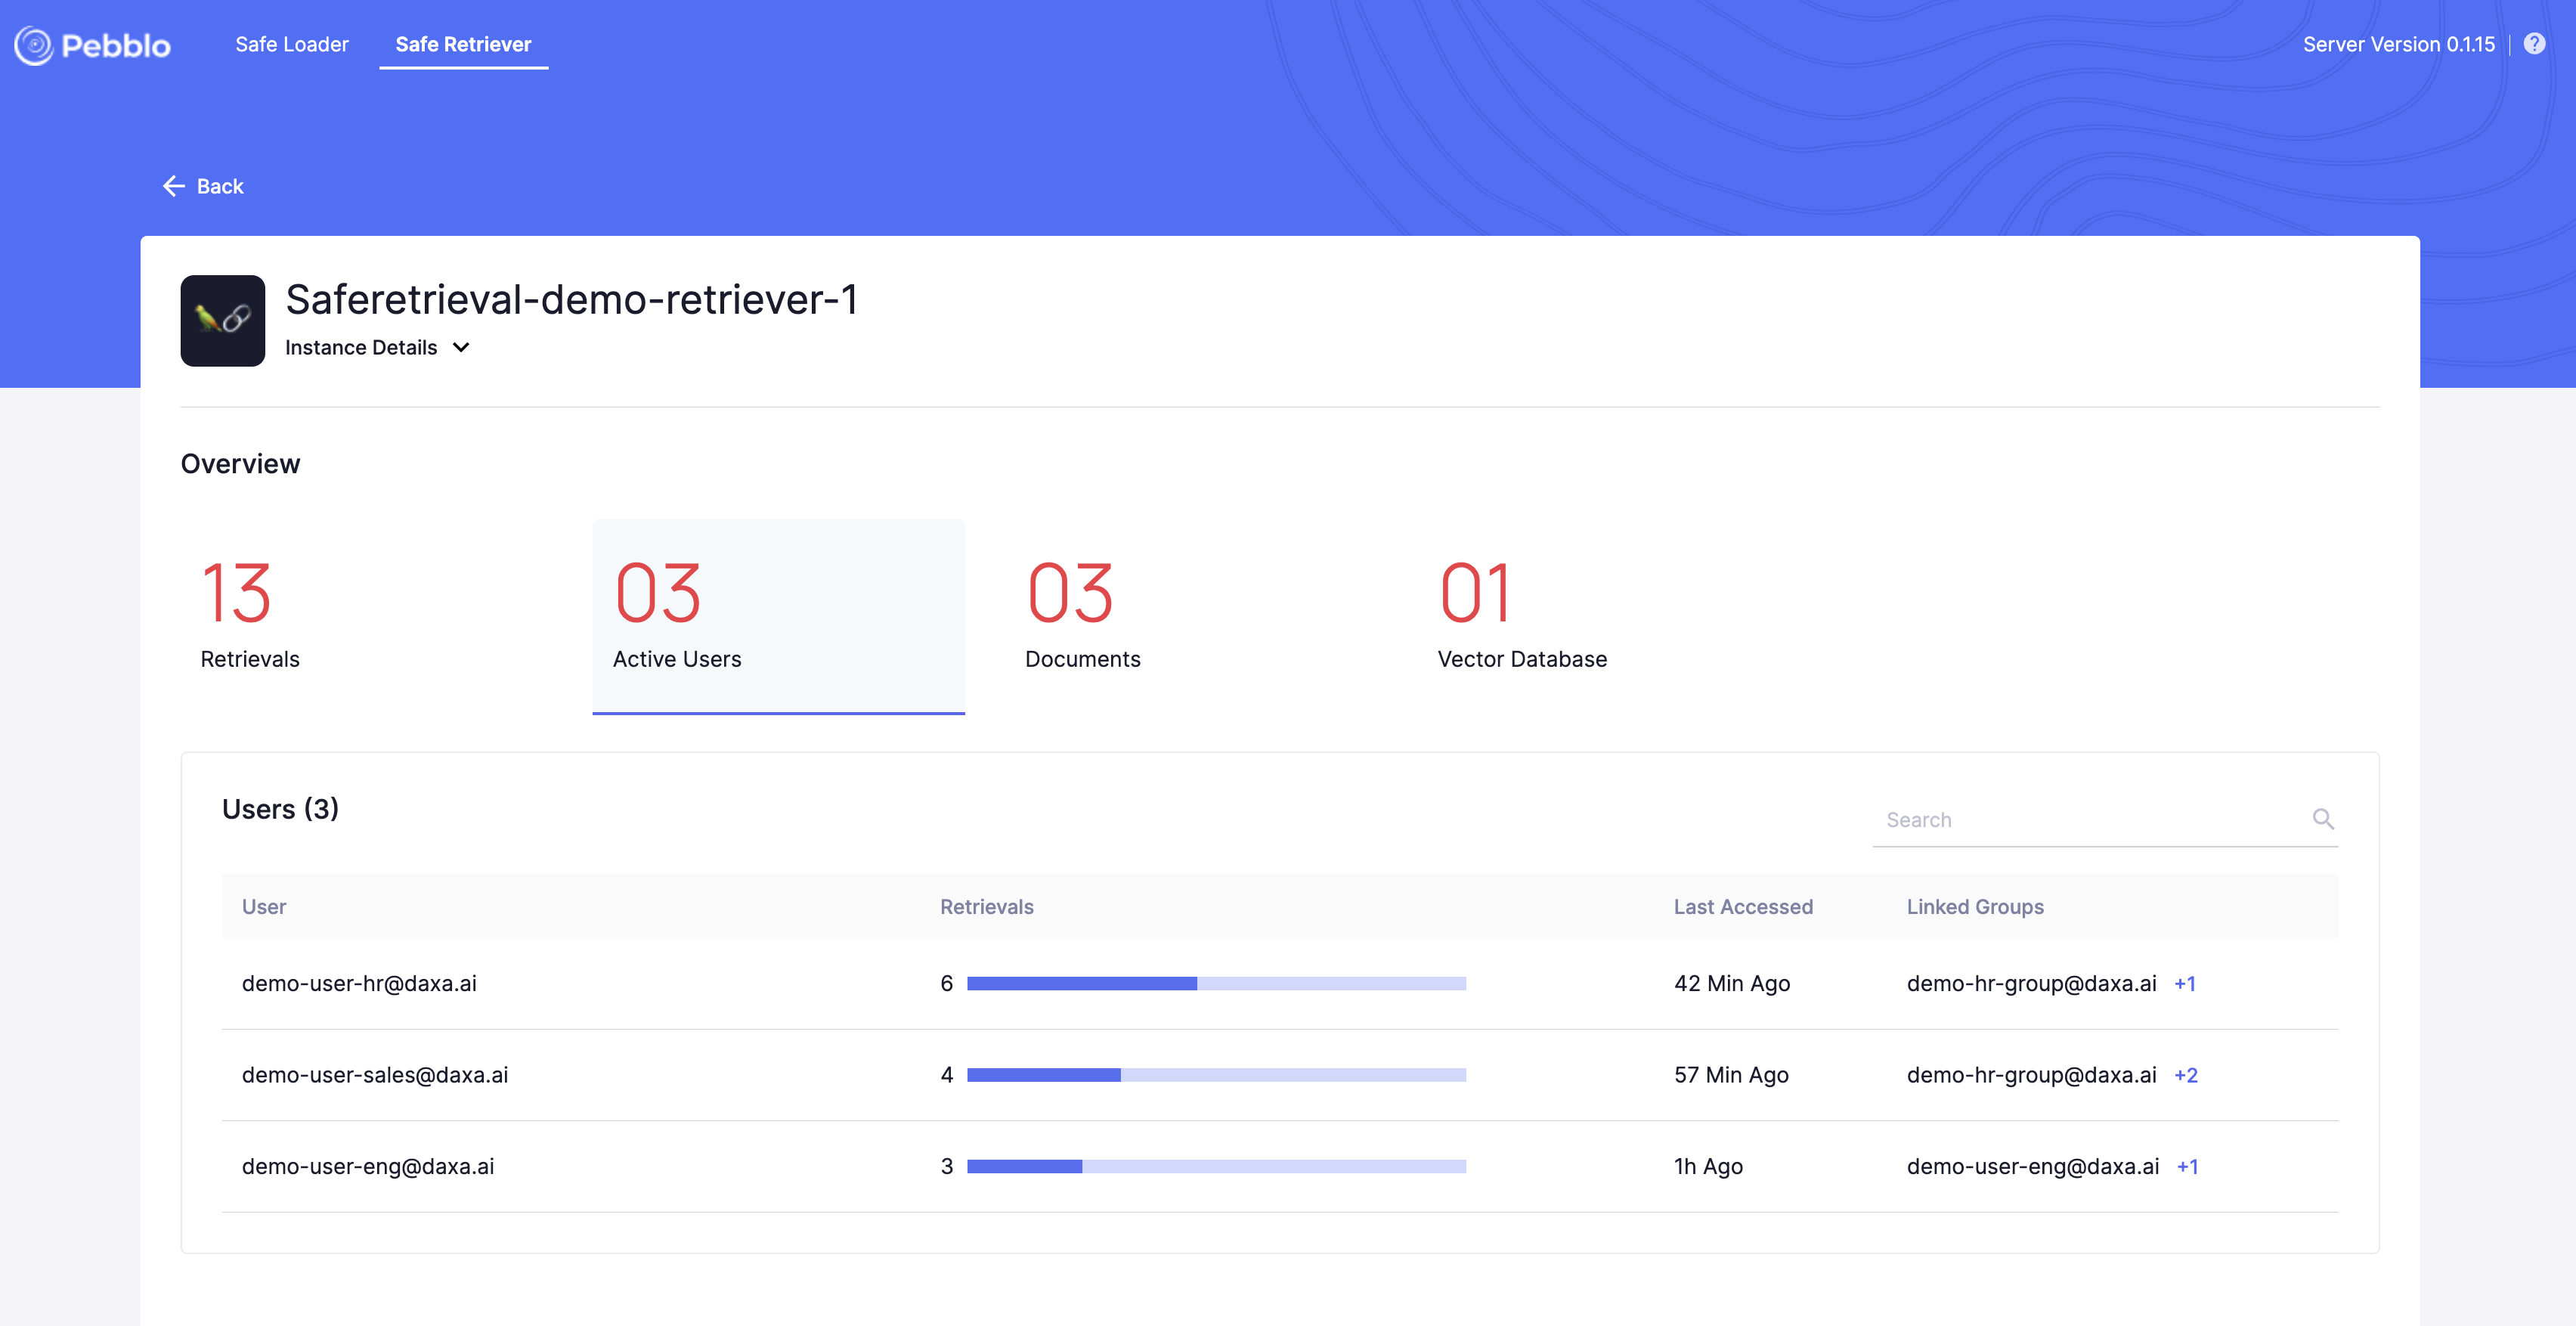 Pebblo Safe Loader Safe Retriever Server Version 0.1.15 ?
Back
Saferetrieval-demo-retriever-1
Instance Details
Overview
13 03 03 01
Retrievals Active Users Documents Vector Database
Users (3)
Search
User Retrievals Last Accessed Linked Groups
demo-user-hr@daxa.ai 6 42 Min Ago demo-hr-group@daxa.ai +1
demo-user-sales@daxa.ai 4 57 Min Ago demo-hr-group@daxa.ai +2
demo-user-eng@daxa.ai 3 1h Ago demo-user-eng@daxa.ai +1